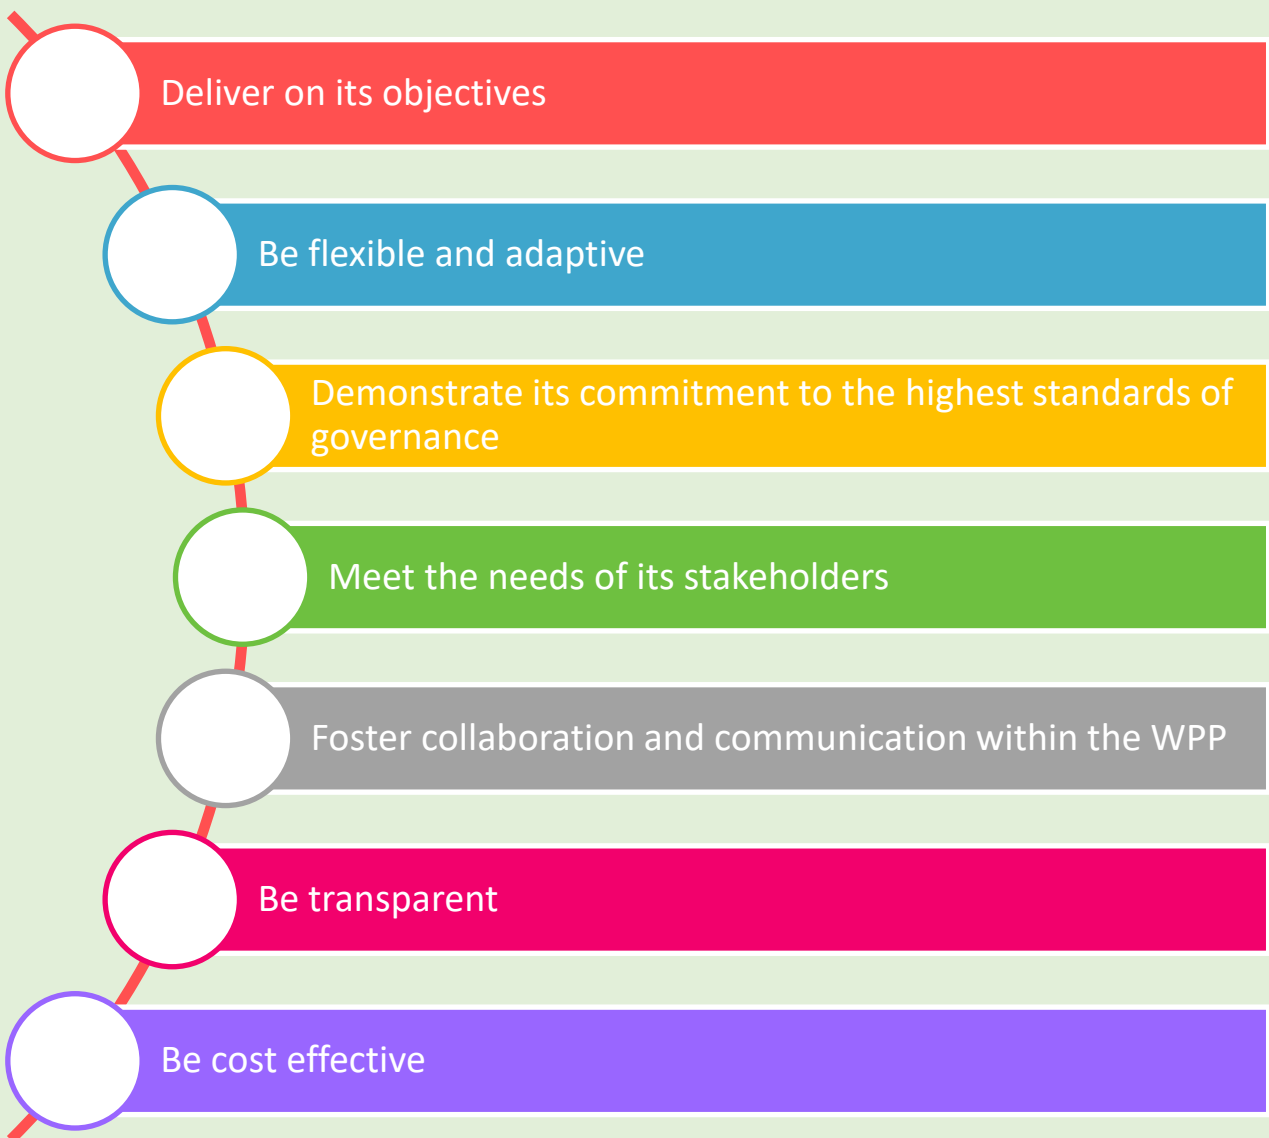 Deliver on its objectives
Be flexible and adaptive
Demonstrate its commitment to the highest standards of
governance
Meet the needs of its stakeholders
Foster collaboration and communication within the WPP
Be transparent
Be cost effective